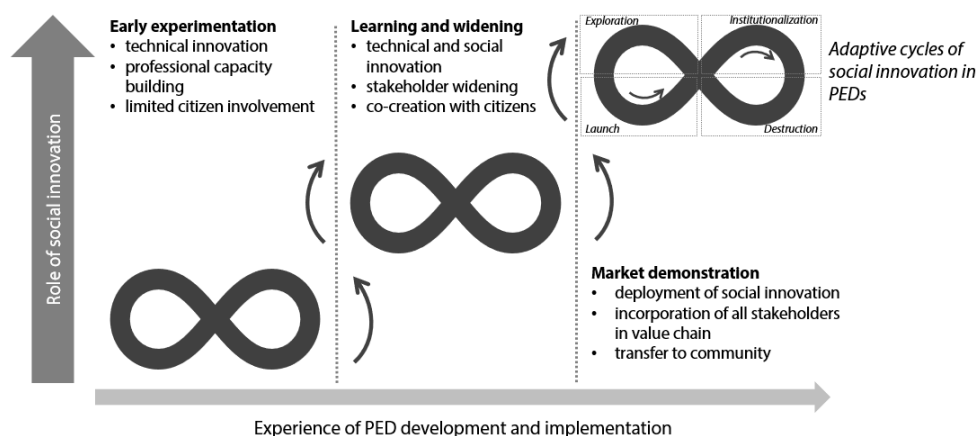 Role of social innovation
Early experimentation
• technical innovation
• professional capacity
building
• limited citizen involvement
Learning and widening
• technical and social
innovation
• stakeholder widening
• co-creation with citizens
Exploration
Institutionalization
Launch
Destruction
Adaptive cycles of
social innovation in
PEDs
Market demonstration
• deployment of social innovation
• incorporation of all stakeholders
in value chain
• transfer to community
Experience of PED development and implementation